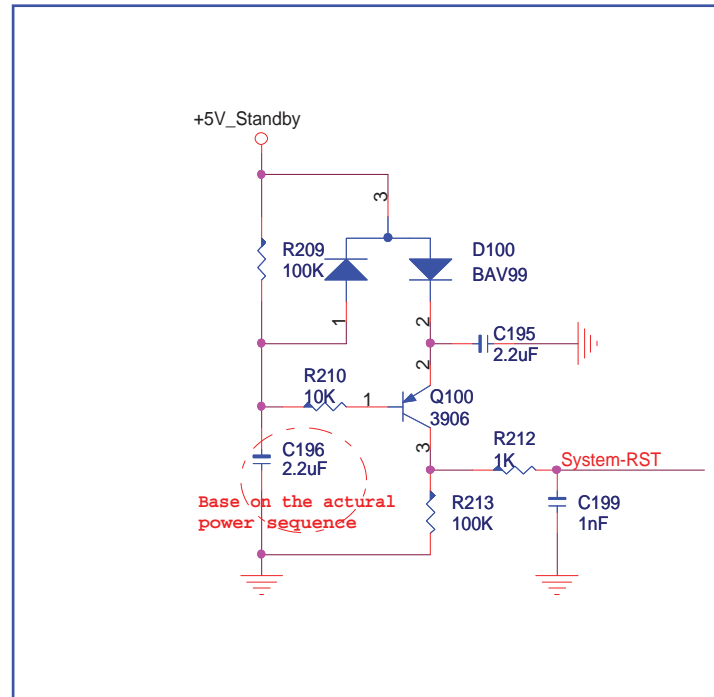 +5V_Standby
3
R209
100K
D100
BAV99
1
2
C195
2.2uF
R210
10K
1
2
Q100
3906
C196
2.2uF
3
R212
1K
System-RST
Base on the actural
power sequence
R213
100K
C199
1nF